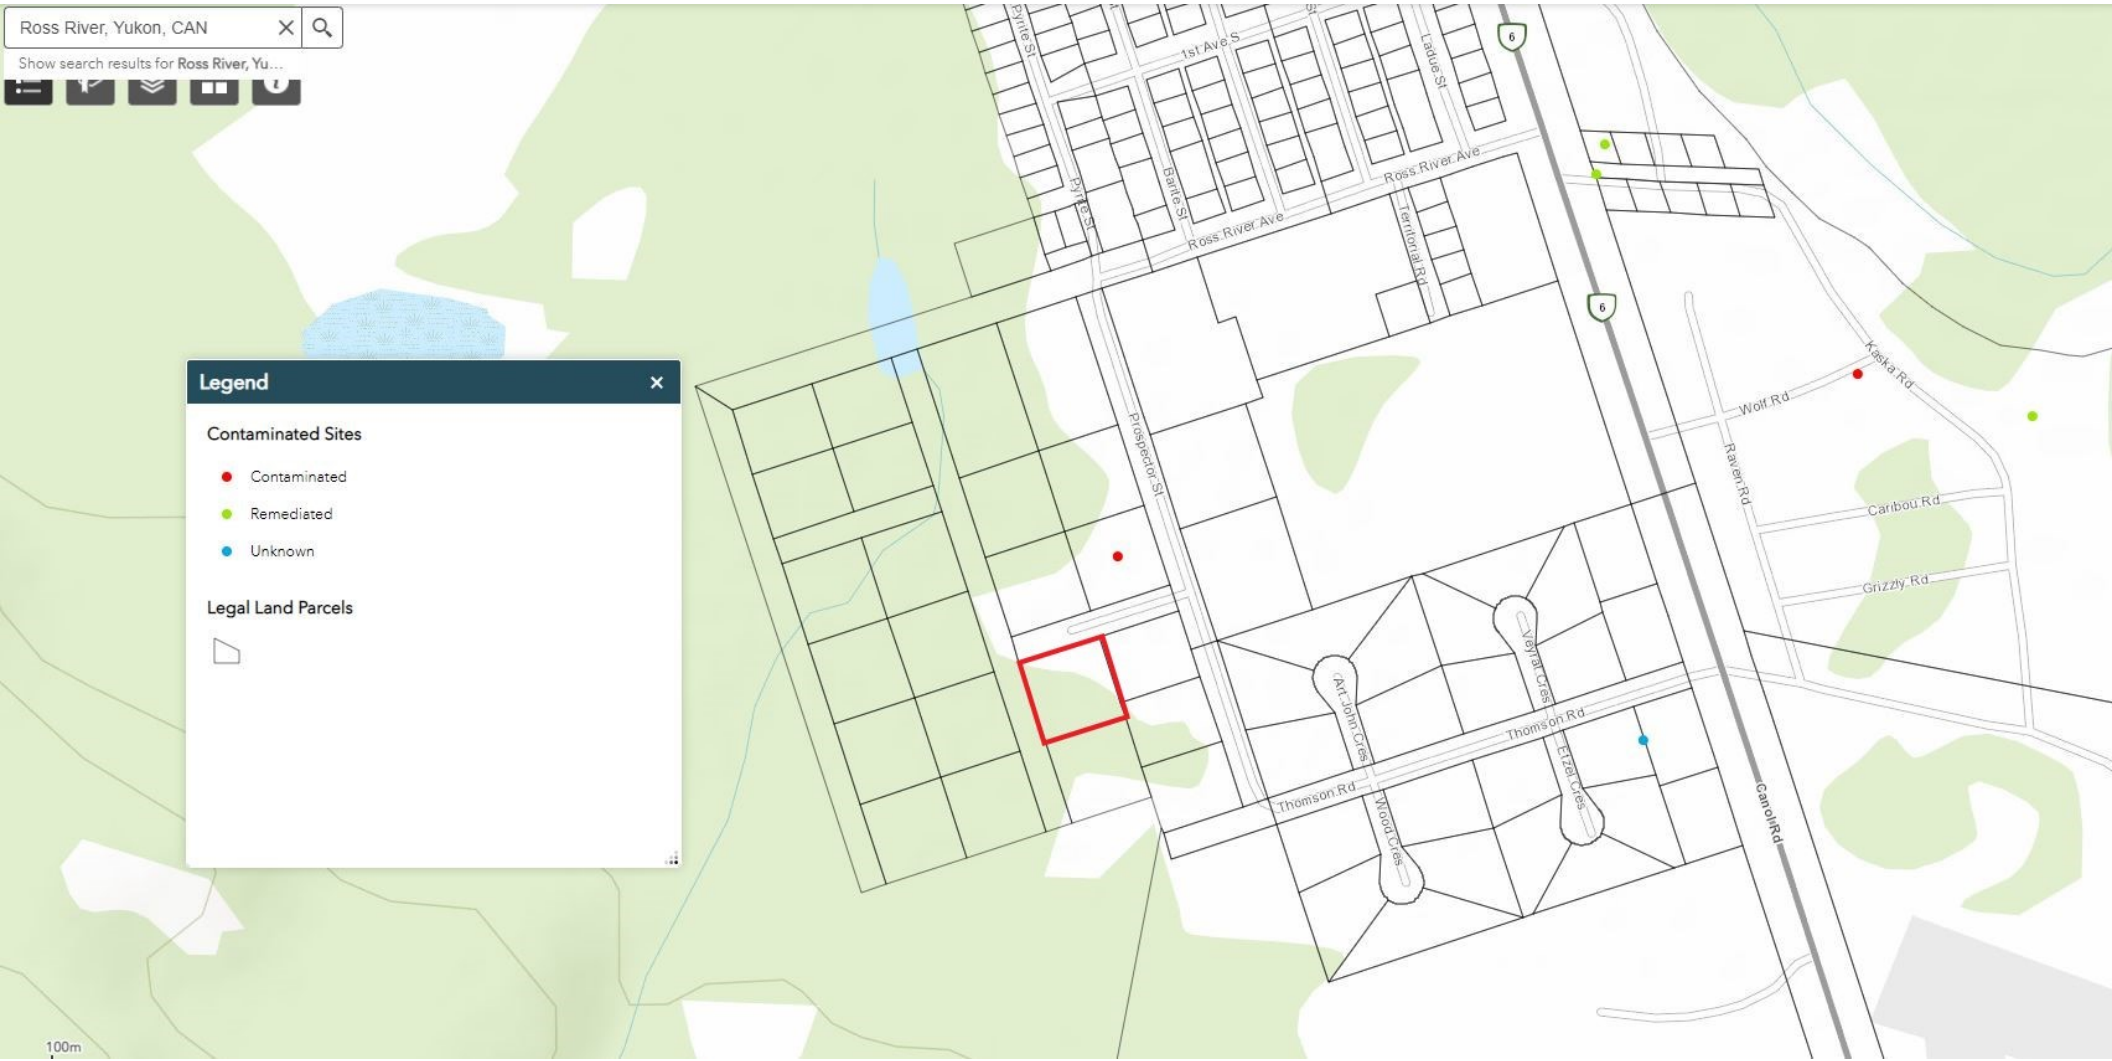 Ross River, Yukon, CAN
Show search results for Ross River, Yu...
Legend
Contaminated Sites
Contaminated
Remediated
Unknown
Legal Land Parcels
100m
Pyrite St
1st Ave S
St
Ladue St
6
Ross River Ave
Pyrite St
Barite St
Ross River Ave
Territorial Rd
6
Kaska Rd
Wolf Rd
Prospector St
Raven Rd
Caribou Rd
Grizzly Rd
Veyrat Cres
Art John Cres
Thomson Rd
Etzel Cres
Thomson Rd
Wood Cres
Canol Rd